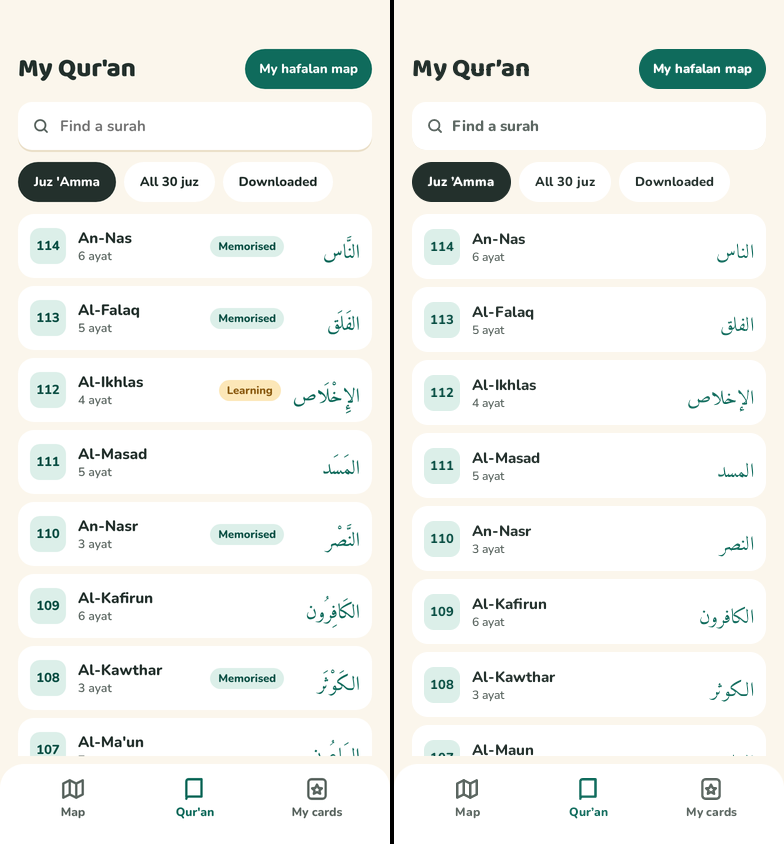 My Qur'an
My hafalan map
Find a surah
Juz 'Amma
All 30 juz
Downloaded
114
An-Nas
6 ayat
Memorised
النَّاس
113
Al-Falaq
5 ayat
Memorised
الفَلَق
112
Al-Ikhlas
4 ayat
Learning
الإِخْلَاص
111
Al-Masad
5 ayat
المَسَد
110
An-Nasr
3 ayat
Memorised
النَّصْر
109
Al-Kafirun
6 ayat
الكَافِرُون
108
Al-Kawthar
3 ayat
Memorised
الكَوْثَر
107
Al-Ma'un
Map
Qur'an
My cards
My Qur’an
My hafalan map
Find a surah
Juz ’Amma
All 30 juz
Downloaded
114
An-Nas
6 ayat
الناس
113
Al-Falaq
5 ayat
الفلق
112
Al-Ikhlas
4 ayat
الإخلاص
111
Al-Masad
5 ayat
المسد
110
An-Nasr
3 ayat
النصر
109
Al-Kafirun
6 ayat
الكافرون
108
Al-Kawthar
3 ayat
الكوثر
107
Al-Maun
Map
Qur’an
My cards